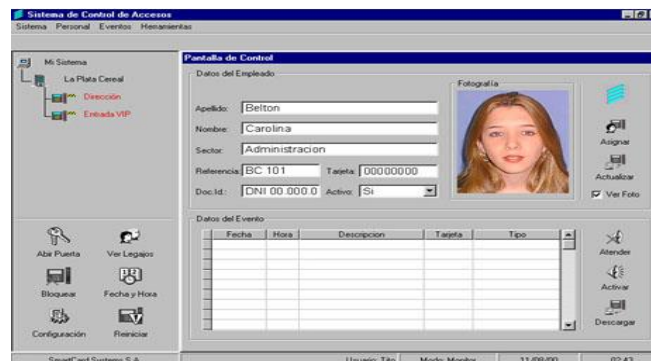 Sistema de Control de Accesos
Sistema Personal Eventos Herramientas
Mi Sistema
La Plata Cereal
Dirección
Entrada VIP
Abrir Puerta
Ver Legajos
Bloquear
Fecha y Hora
Configuración
Reiniciar
Pantalla de Control
Datos del Empleado
Fotografía
Apellido: Belton
Nombre: Carolina
Sector: Administracion
Referencia: BC 101 Tarjeta: 00000000
Doc.Id.: DNI 00.000.0 Activo: Si
Asignar
Actualizar
Ver Foto
Datos del Evento
Fecha Hora Descripcion Tarjeta Tipo
Atender
Activar
Descargar
SmartCard Systems S.A. Usuario: Tito Modo: Monitor 11/08/00 02:43